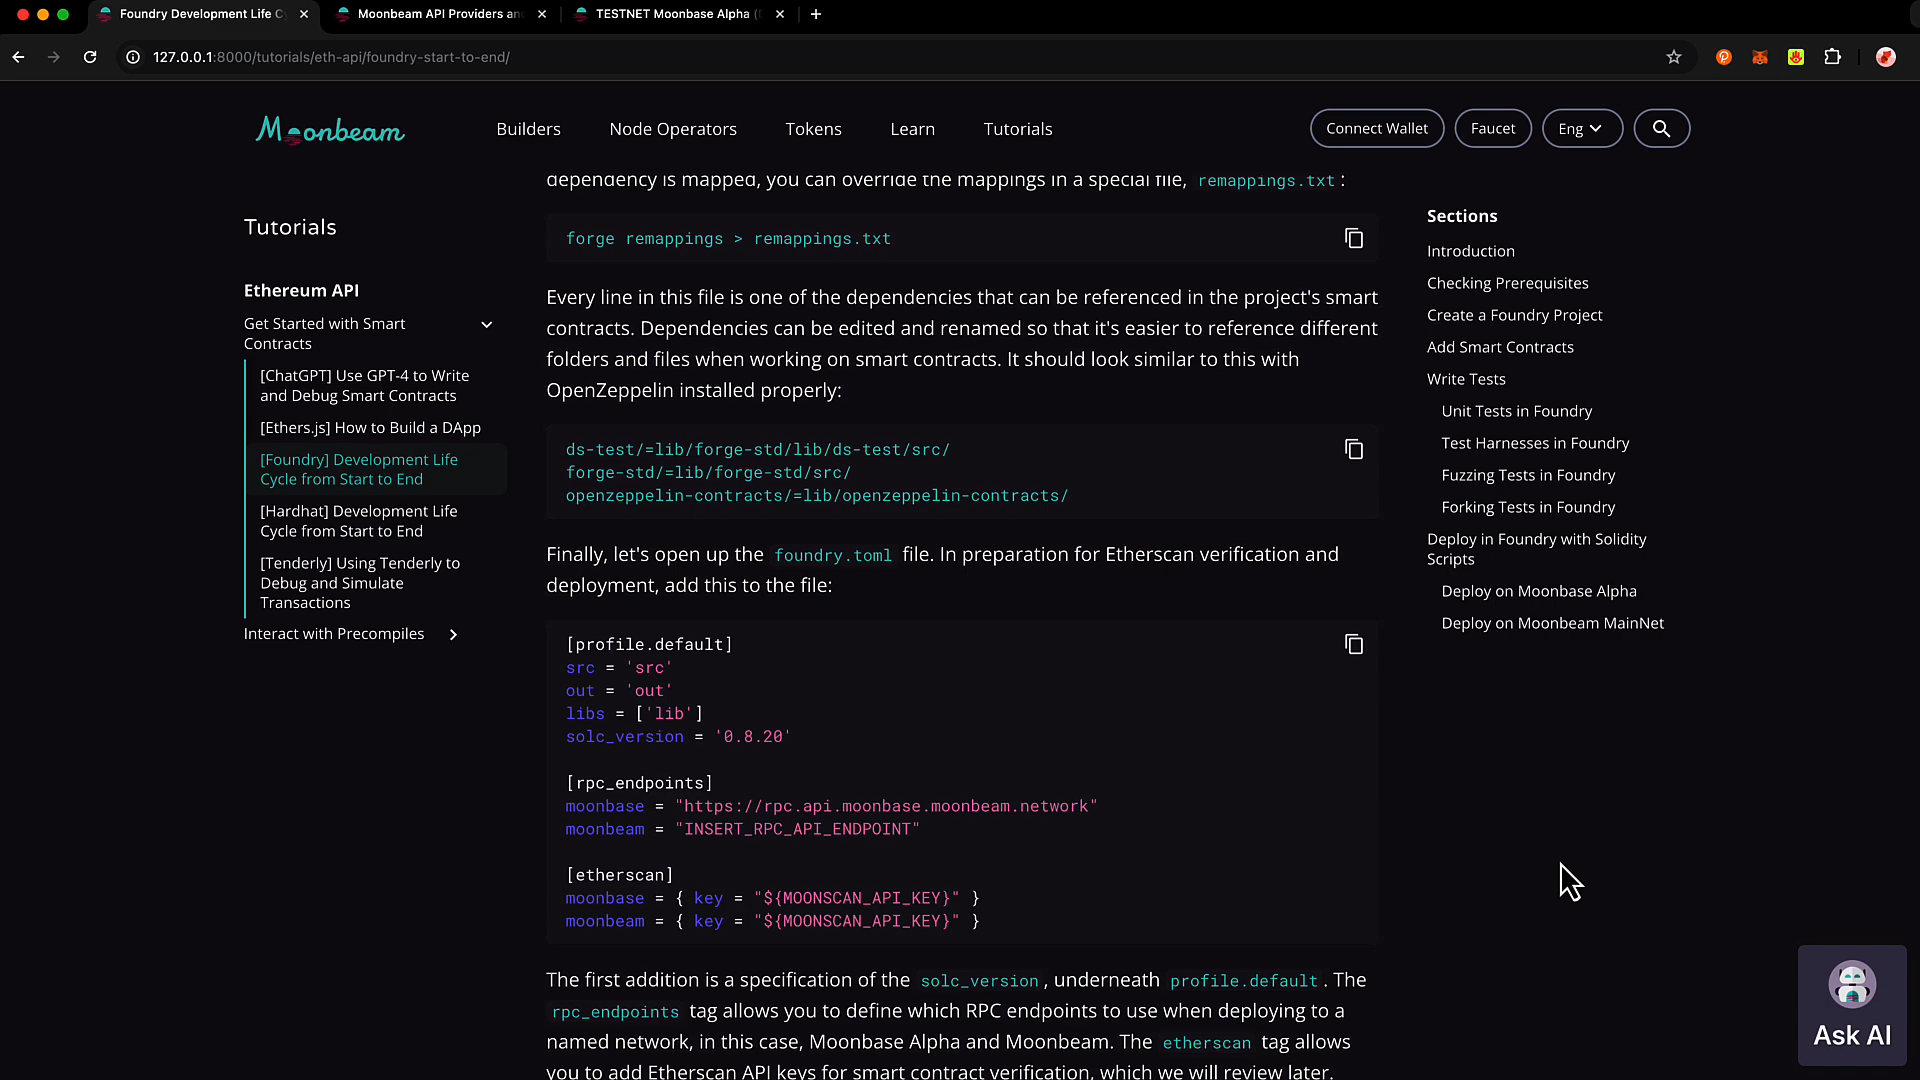 Foundry Development Life C
Moonbeam API Providers an
TESTNET Moonbase Alpha (
127.0.0.1:8000/tutorials/eth-api/foundry-start-to-end/
Moonbeam
Builders
Node Operators
Tokens
Learn
Tutorials
Connect Wallet
Faucet
Eng
Tutorials
Ethereum API
Get Started with Smart
Contracts
[ChatGPT] Use GPT-4 to Write
and Debug Smart Contracts
[Ethers.js] How to Build a DApp
[Foundry] Development Life
Cycle from Start to End
[Hardhat] Development Life
Cycle from Start to End
[Tenderly] Using Tenderly to
Debug and Simulate
Transactions
Interact with Precompiles
dependency is mapped, you can override the mappings in a special file, remappings.txt:
forge remappings > remappings.txt
Every line in this file is one of the dependencies that can be referenced in the project's smart
contracts. Dependencies can be edited and renamed so that it's easier to reference different
folders and files when working on smart contracts. It should look similar to this with
OpenZeppelin installed properly:
ds-test/=lib/forge-std/lib/ds-test/src/
forge-std/=lib/forge-std/src/
openzeppelin-contracts/=lib/openzeppelin-contracts/
Finally, let's open up the foundry.toml file. In preparation for Etherscan verification and
deployment, add this to the file:
[profile.default]
src = 'src'
out = 'out'
libs = ['lib']
solc_version = '0.8.20'
[rpc_endpoints]
moonbase = "https://rpc.api.moonbase.moonbeam.network"
moonbeam = "INSERT_RPC_API_ENDPOINT"
[etherscan]
moonbase = { key = "${MOONSCAN_API_KEY}" }
moonbeam = { key = "${MOONSCAN_API_KEY}" }
The first addition is a specification of the solc_version, underneath profile.default. The
rpc_endpoints tag allows you to define which RPC endpoints to use when deploying to a
named network, in this case, Moonbase Alpha and Moonbeam. The etherscan tag allows
you to add Etherscan API keys for smart contract verification, which we will review later.
Sections
Introduction
Checking Prerequisites
Create a Foundry Project
Add Smart Contracts
Write Tests
Unit Tests in Foundry
Test Harnesses in Foundry
Fuzzing Tests in Foundry
Forking Tests in Foundry
Deploy in Foundry with Solidity
Scripts
Deploy on Moonbase Alpha
Deploy on Moonbeam MainNet
Ask AI